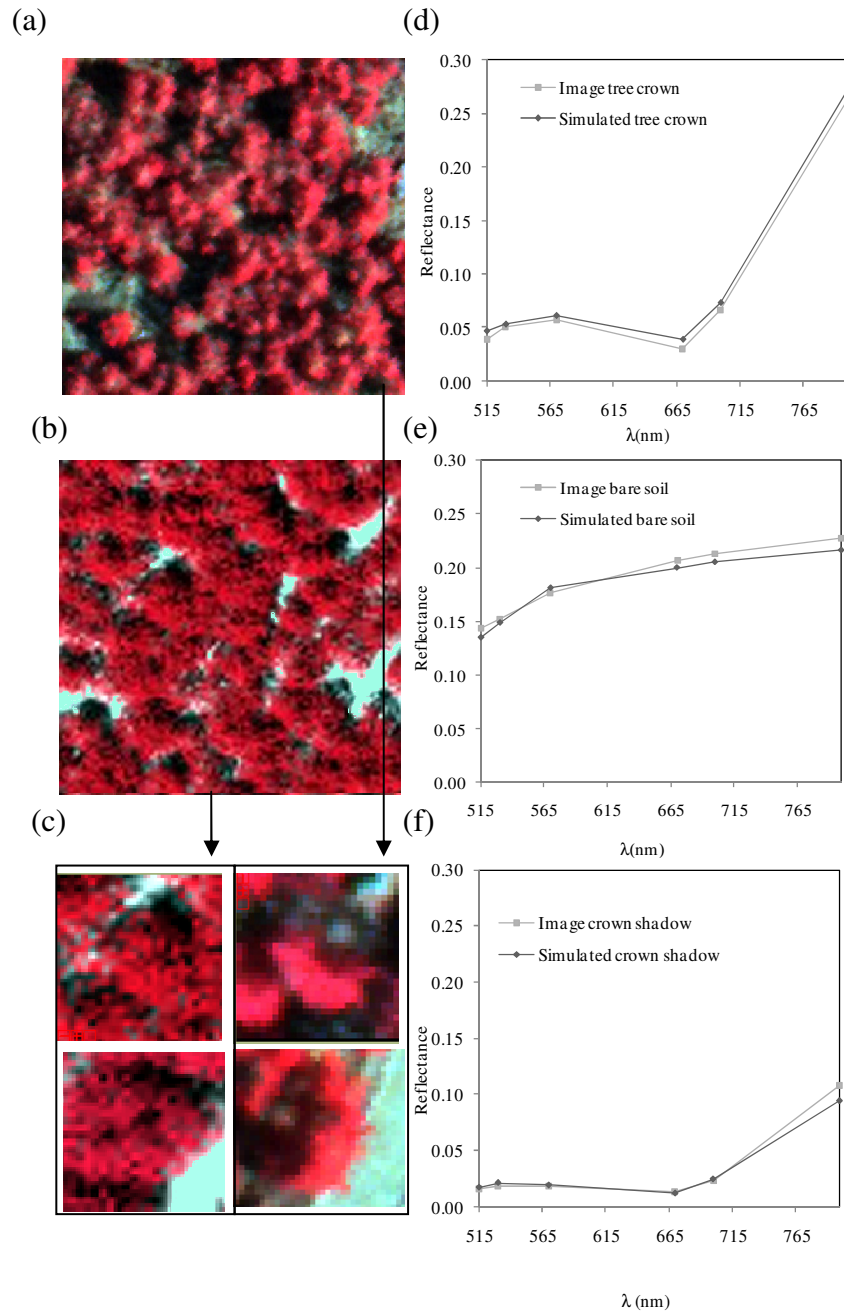 (a)
(d)
0.30
0.25
0.20
0.15
0.10
0.05
0.00
Reflectance
Image tree crown
Simulated tree crown
515 565 615 665 715 765
λ(nm)
(b)
(e)
0.30
0.25
0.20
0.15
0.10
0.05
0.00
Reflectance
Image bare soil
Simulated bare soil
515 565 615 665 715 765
λ(nm)
(c)
(f)
0.30
0.25
0.20
0.15
0.10
0.05
0.00
Reflectance
Image crown shadow
Simulated crown shadow
515 565 615 665 715 765
λ (nm)